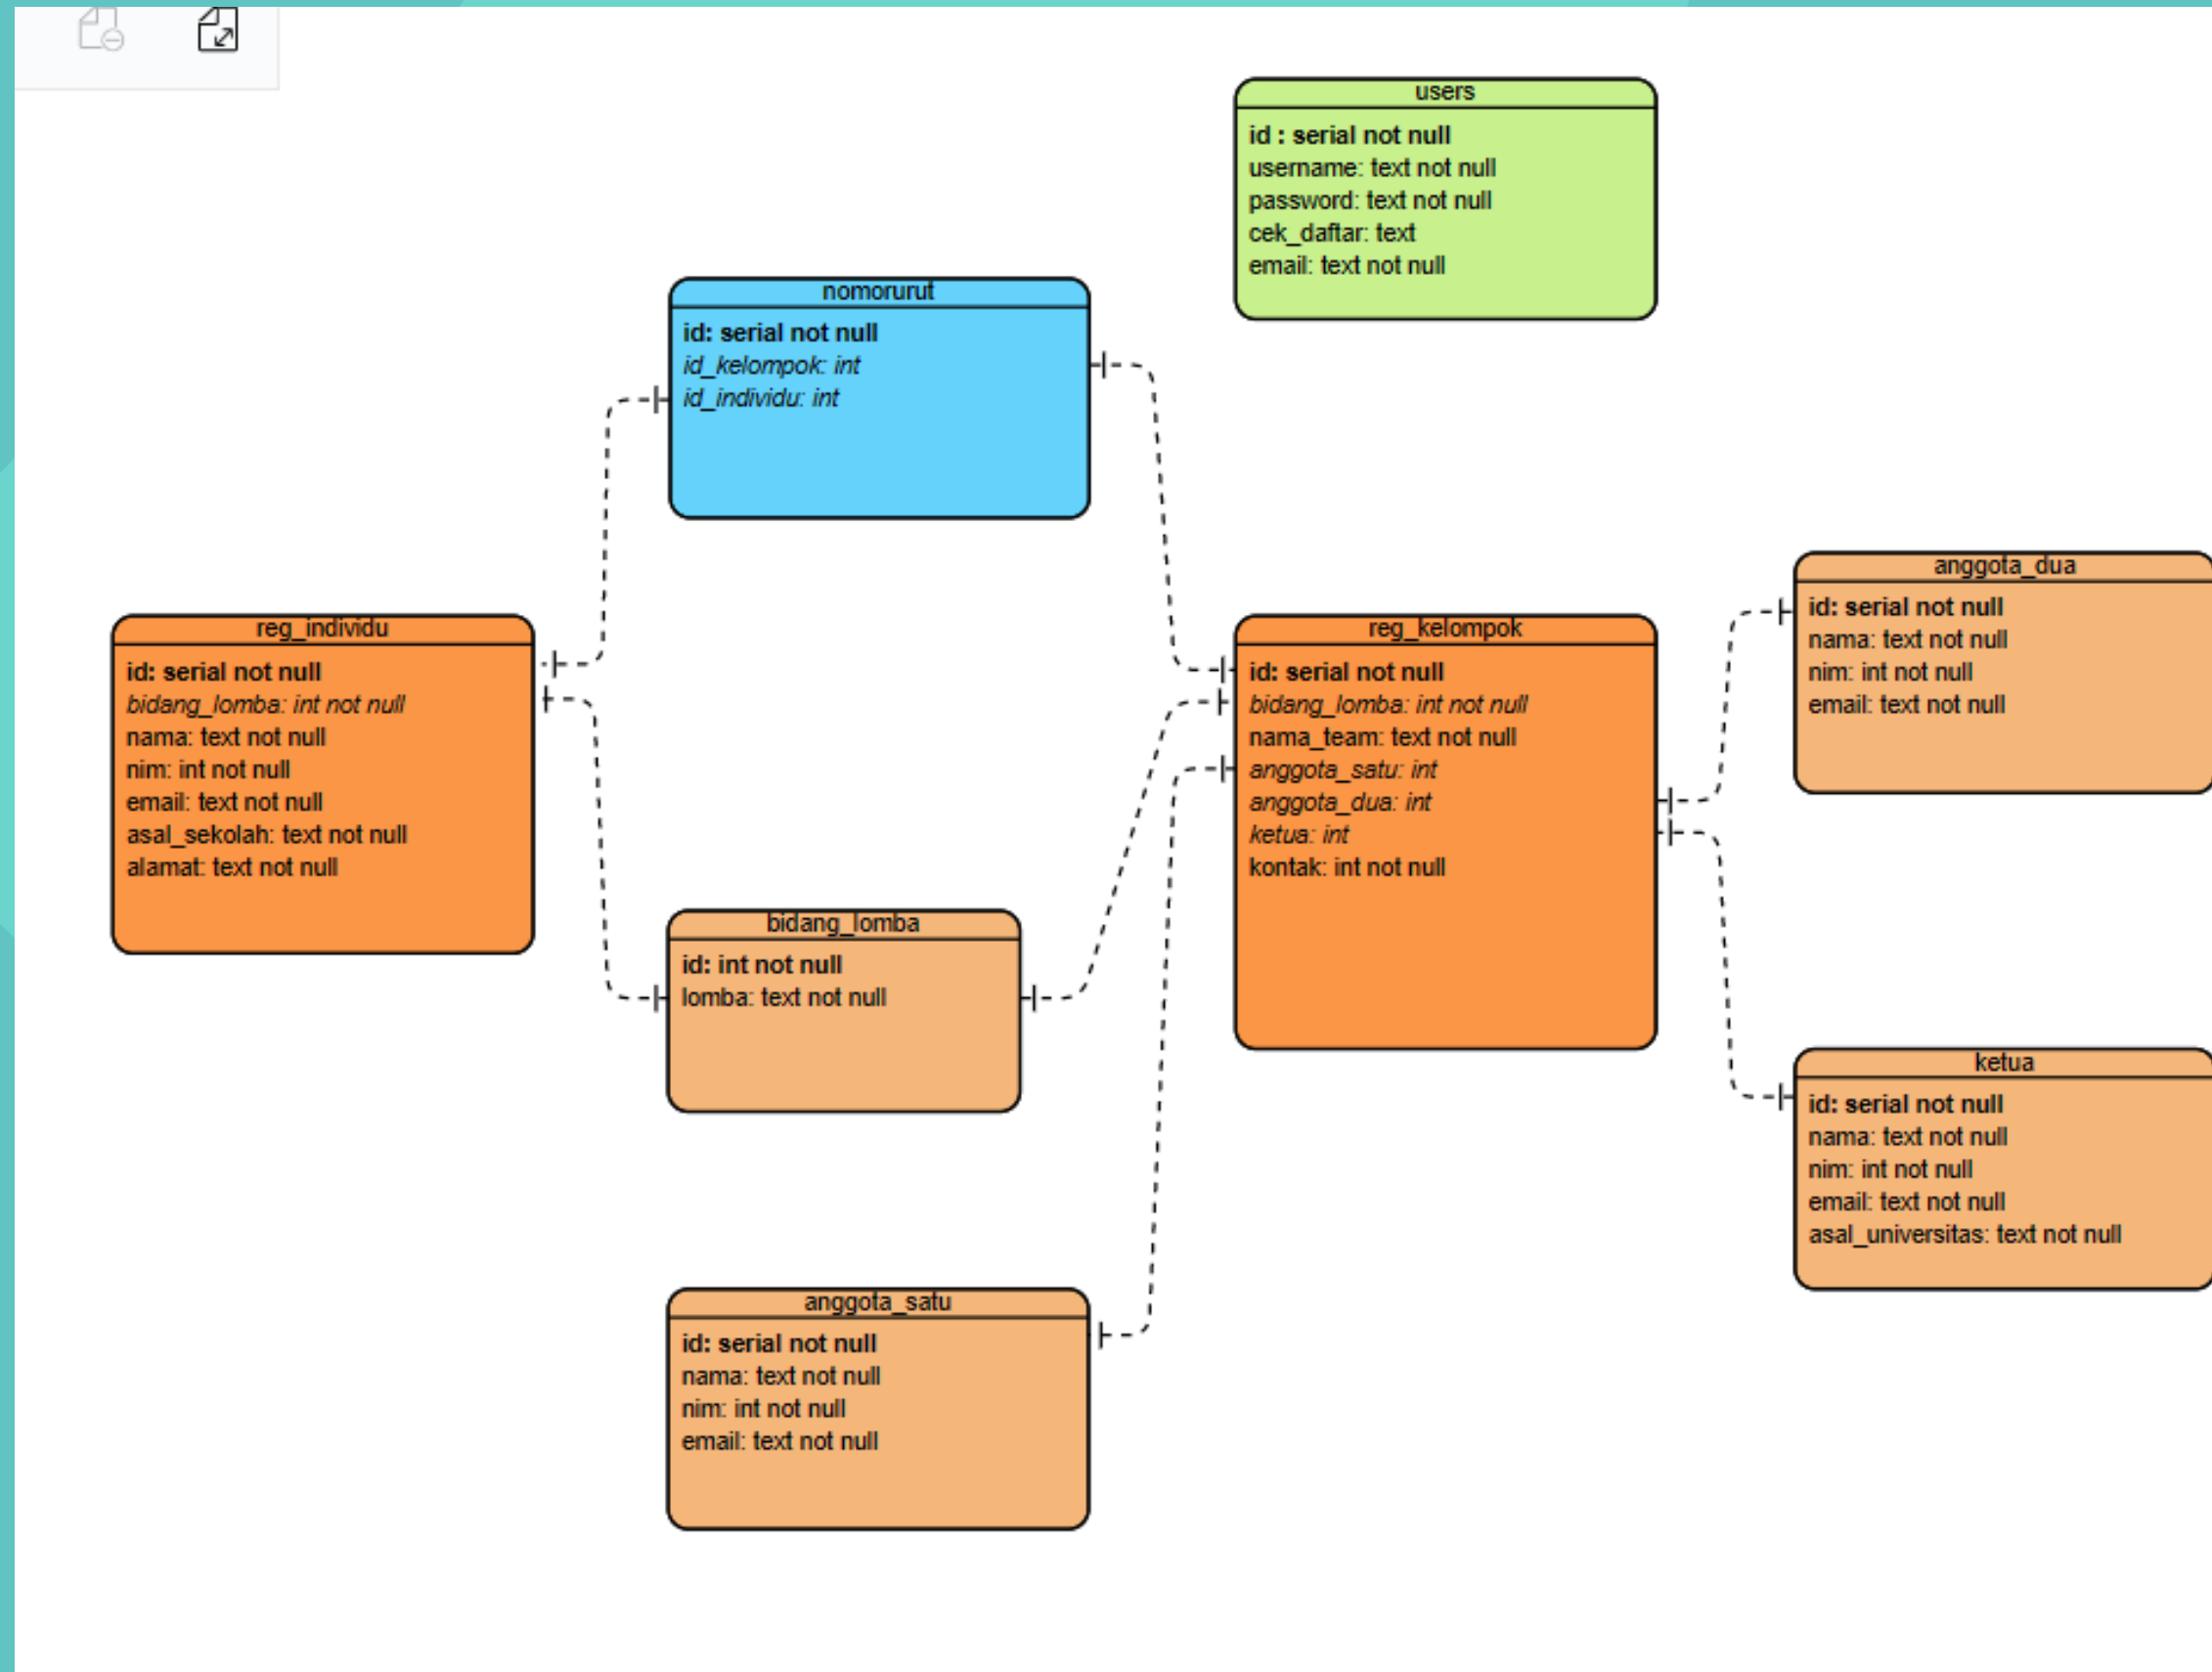 users
id : serial not null
username: text not null
password: text not null
cek_daftar: text
email: text not null
nomorurut
id: serial not null
id_kelompok: int
id_individu: int
reg_individu
id: serial not null
bidang_lomba: int not null
nama: text not null
nim: int not null
email: text not null
asal_sekolah: text not null
alamat: text not null
reg_kelompok
id: serial not null
bidang_lomba: int not null
nama_team: text not null
anggota_satu: int
anggota_dua: int
ketua: int
kontak: int not null
anggota_dua
id: serial not null
nama: text not null
nim: int not null
email: text not null
bidang_lomba
id: int not null
lomba: text not null
ketua
id: serial not null
nama: text not null
nim: int not null
email: text not null
asal_universitas: text not null
anggota_satu
id: serial not null
nama: text not null
nim: int not null
email: text not null